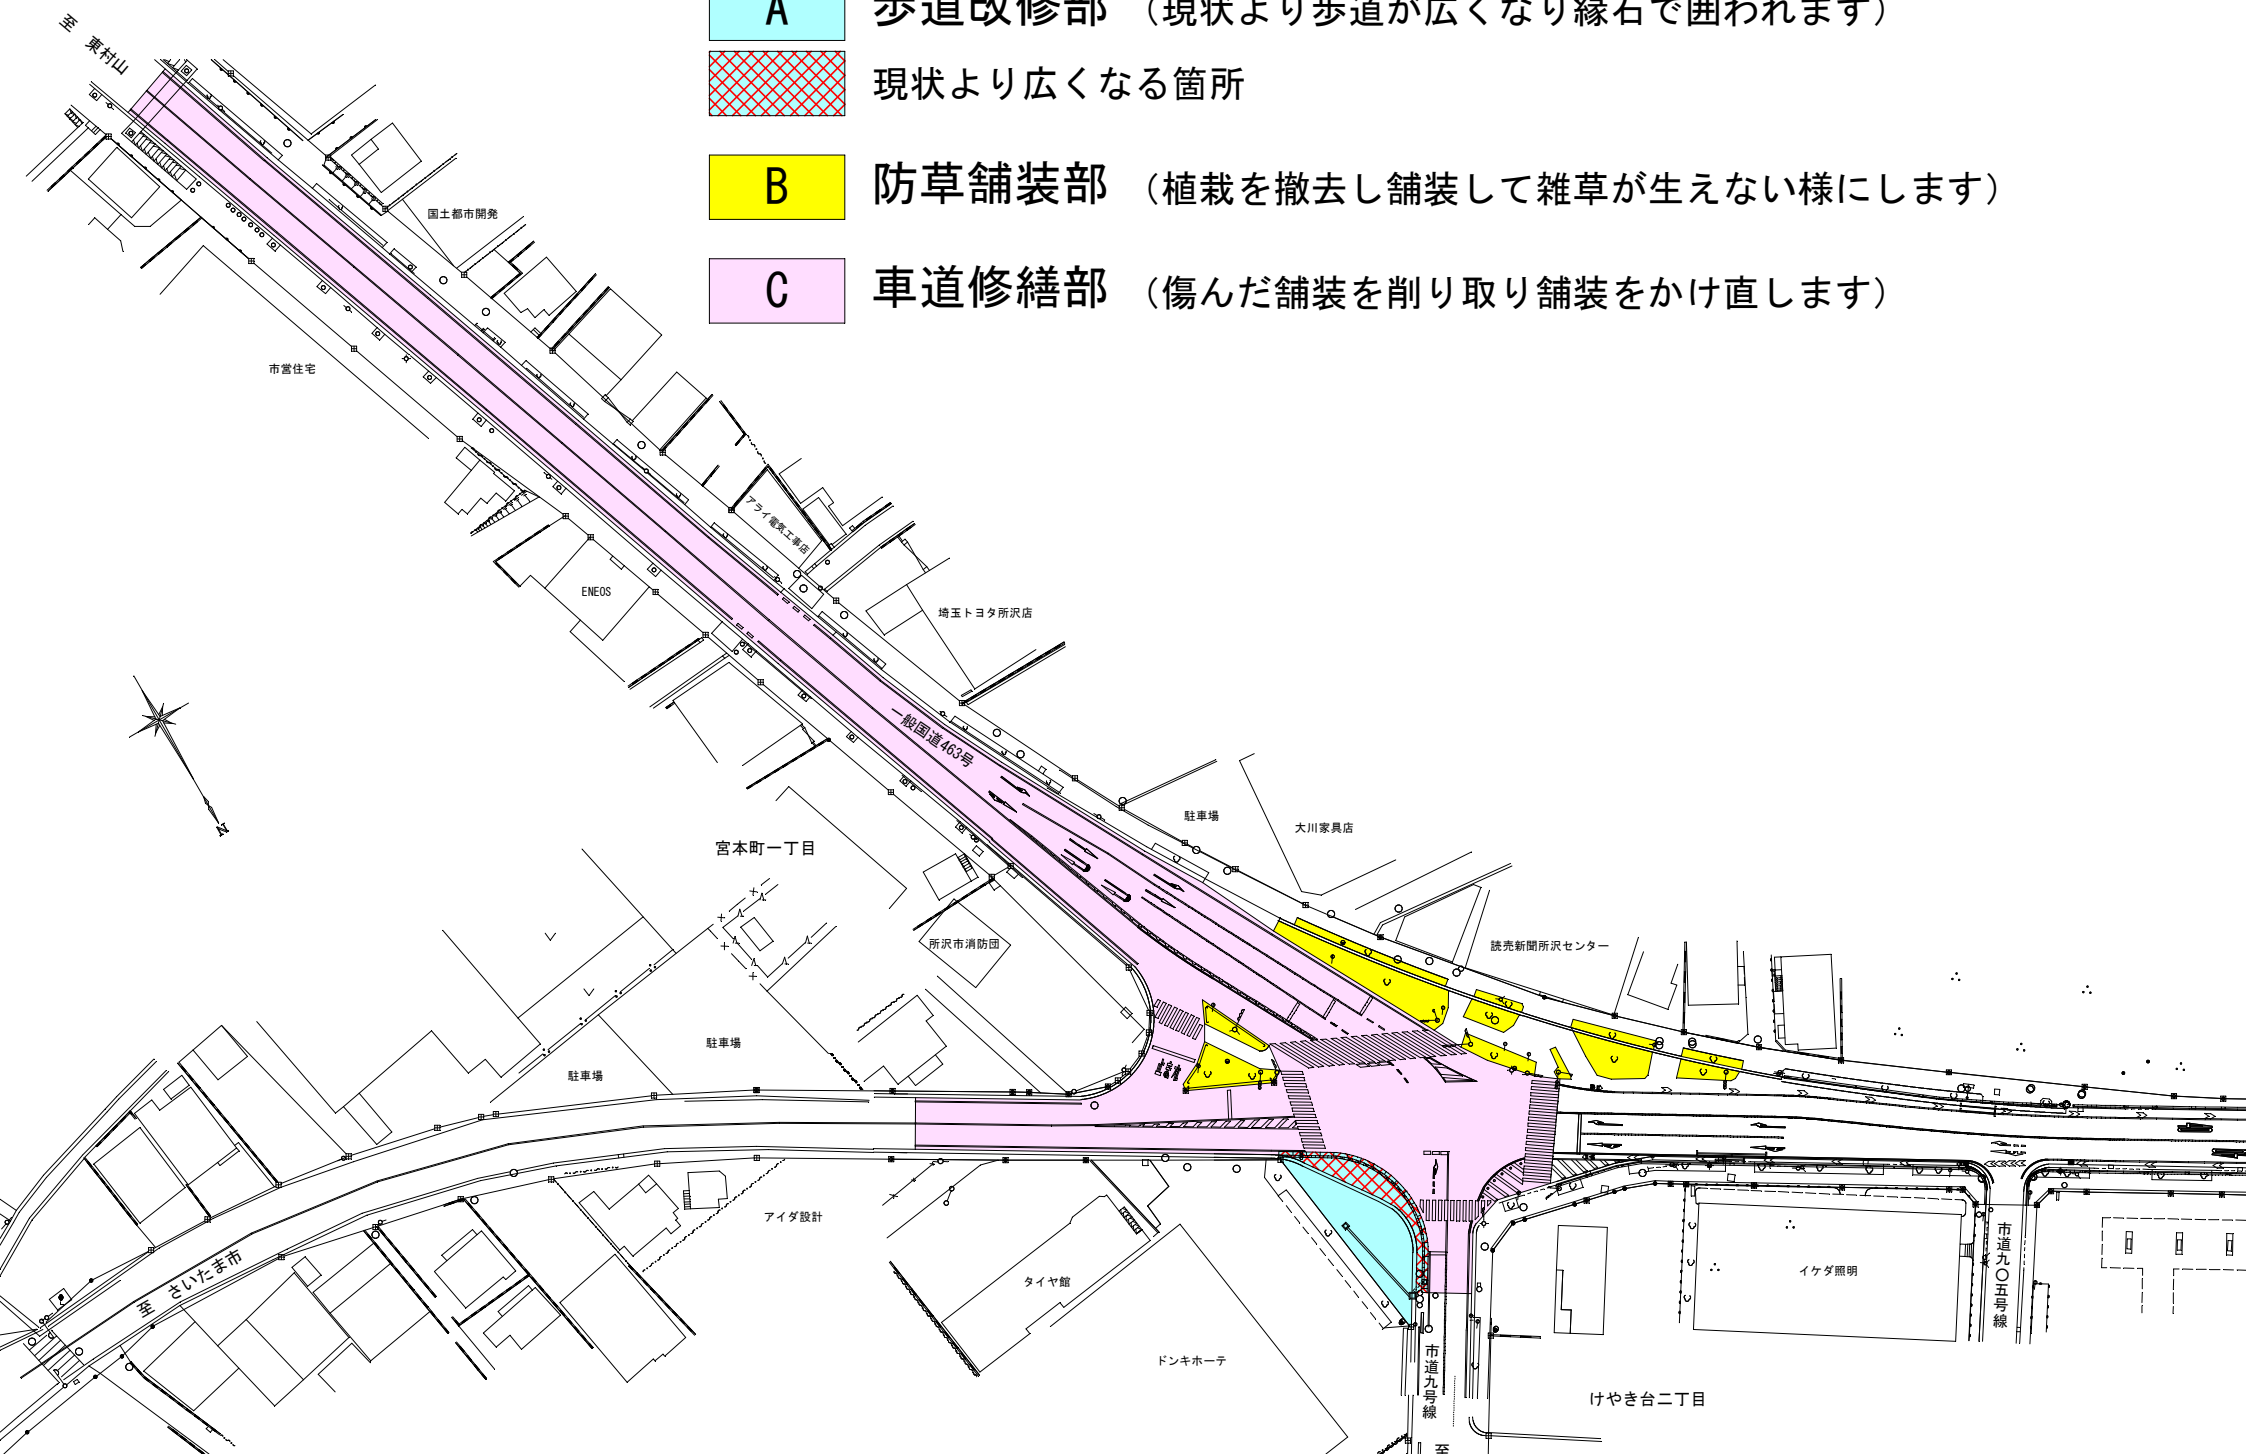 A 歩道改修部 （現状より歩道が広くなり縁石で囲われます）
現状より広くなる箇所
B 防草舗装部 （植栽を撤去し舗装して雑草が生えない様にします）
C 車道修繕部 （傷んだ舗装を削り取り舗装をかけ直します）
至 東村山
国土都市開発
市営住宅
アライ電気工事店
ENEOS
埼玉トヨタ所沢店
一般国道463号
N
駐車場
大川家具店
宮本町一丁目
所沢市消防団
読売新聞所沢センター
駐車場
駐車場
アイダ設計
至 さいたま市
タイヤ館
イケダ照明
市道九〇五号線
ドンキホーテ
市道九号線
けやき台二丁目
至